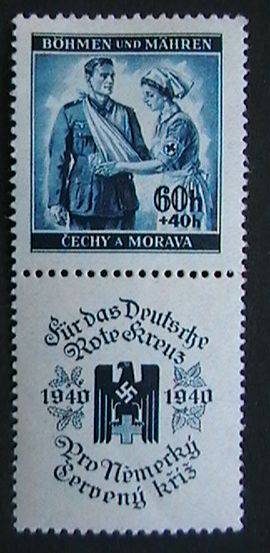 BÖHMEN UND MÄHREN
60h
+40h
ČECHY A MORAVA
Für das Deutsche
Rote Kreuz
1940 1940
Pro Německý
Červený kříž